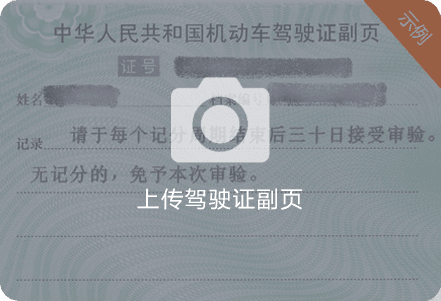 中华人民共和国机动车驾驶证副页
示例
证号
姓名 档案编号
记录 请于每个记分周期结束后三十日接受审验。
无记分的，免予本次审验。
上传驾驶证副页